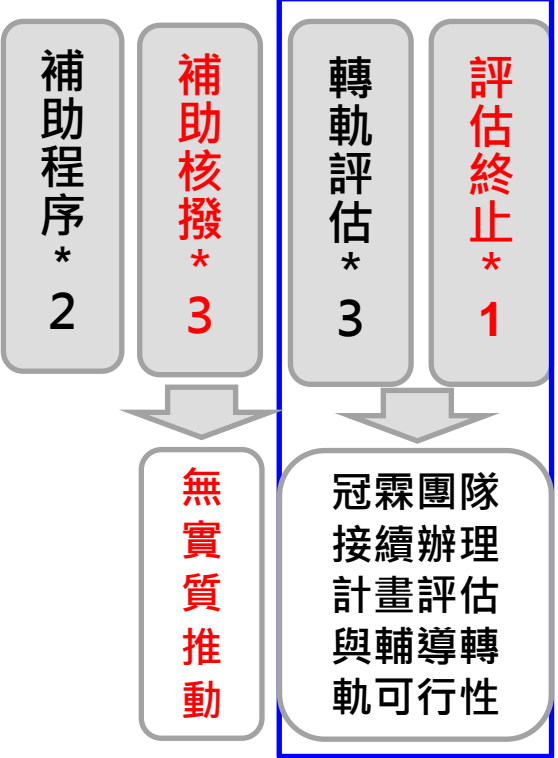 補助程序*2
補助核撥*3
轉軌評估*3
評估終止*1
無實質推動
冠霖團隊
接續辦理
計畫評估
與輔導轉
軌可行性